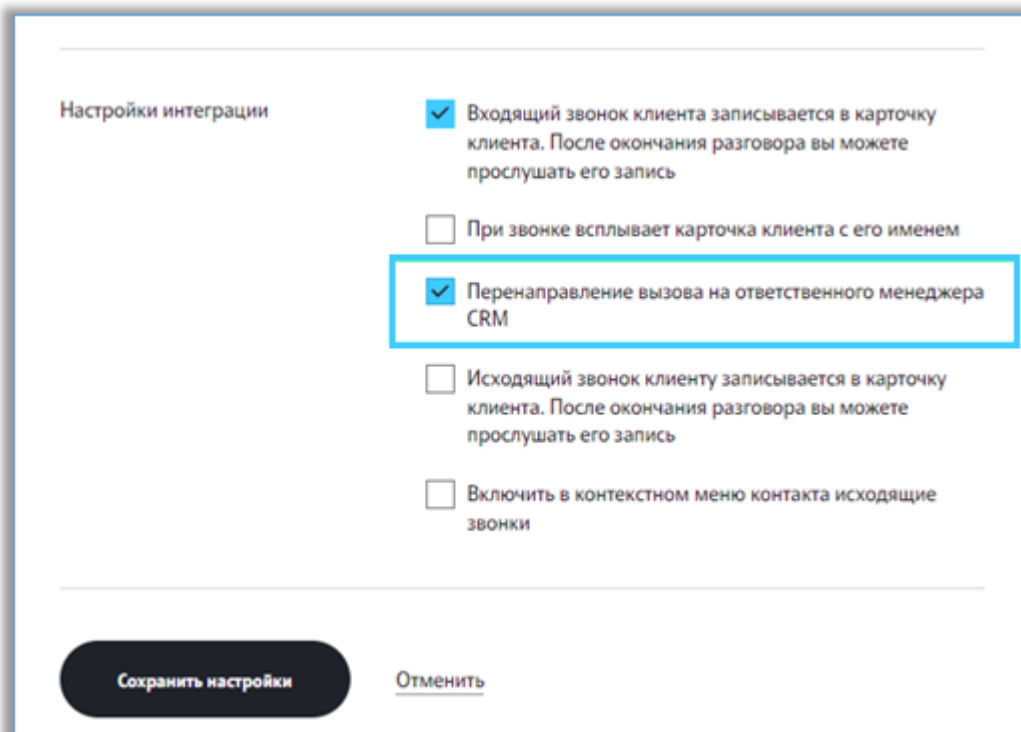 Настройки интеграции
Входящий звонок клиента записывается в карточку
клиента. После окончания разговора вы можете
прослушать его запись
При звонке всплывает карточка клиента с его именем
Перенаправление вызова на ответственного менеджера
CRM
Исходящий звонок клиенту записывается в карточку
клиента. После окончания разговора вы можете
прослушать его запись
Включить в контекстном меню контакта исходящие
звонки
Сохранить настройки
Отменить